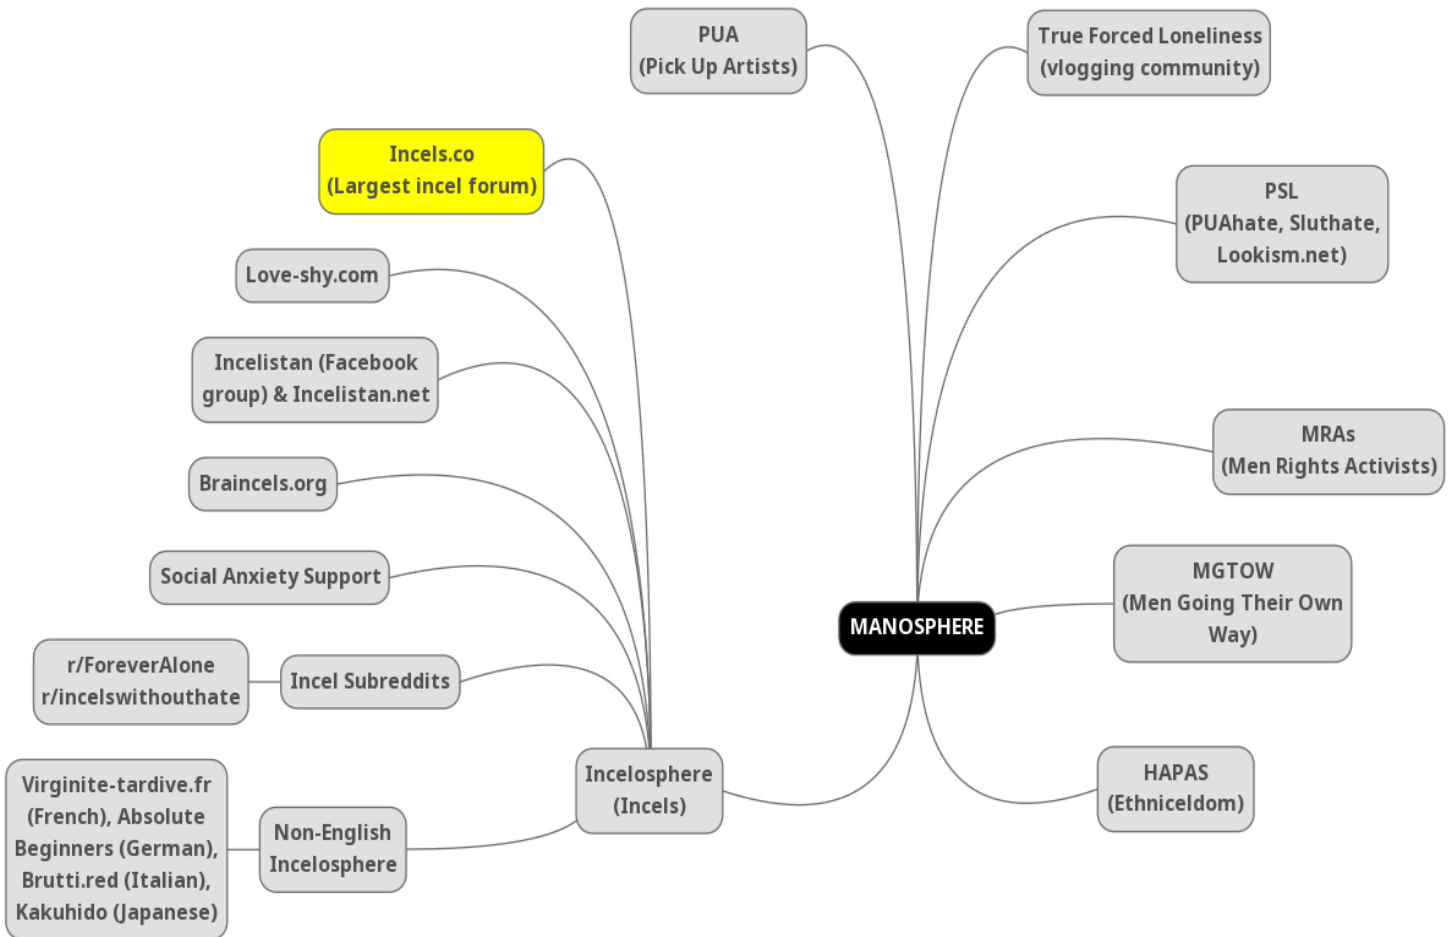 PUA
(Pick Up Artists)
True Forced Loneliness
(vlogging community)
Incels.co
(Largest incel forum)
PSL
(PUAhate, Sluthate,
Lookism.net)
Love-shy.com
Incelistan (Facebook
group) & Incelistan.net
MRAs
(Men Rights Activists)
Braincels.org
Social Anxiety Support
MGTOW
(Men Going Their Own
Way)
MANOSPHERE
r/ForeverAlone
r/incelswithouthate
Incel Subreddits
Incelosphere
(Incels)
HAPAS
(Ethniceldom)
Virginite-tardive.fr
(French), Absolute
Beginners (German),
Brutti.red (Italian),
Kakuhido (Japanese)
Non-English
Incelosphere